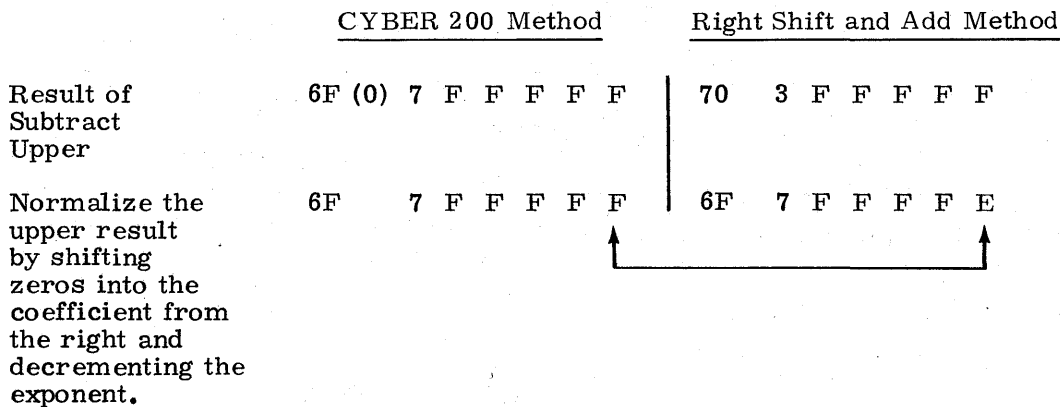 CYBER 200 Method Right Shift and Add Method
Result of 6F (0) 7 F F F F F 70 3 F F F F F
Subtract
Upper
Normalize the 6F 7 F F F F F 6F 7 F F F F E
upper result
by shifting
zeros into the
coefficient from
the right and
decrementing the
exponent.